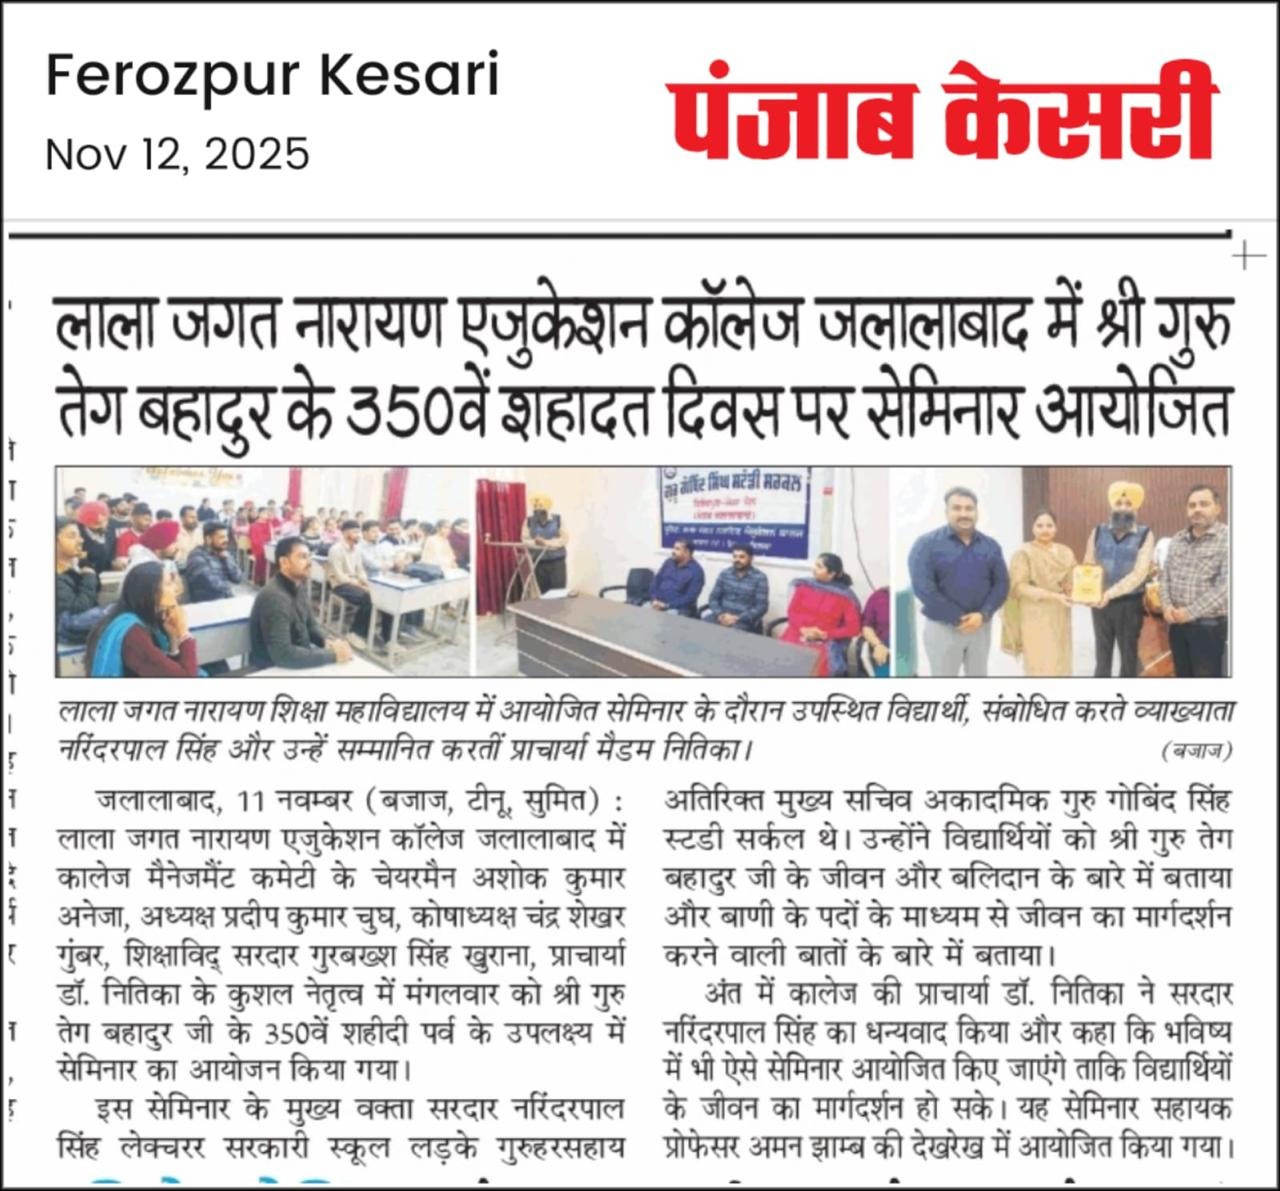 Ferozpur Kesari
Nov 12, 2025
पंजाब केसरी
लाला जगत नारायण एजुकेशन कॉलेज जलालाबाद में श्री गुरु
तेग बहादुर के 350वें शहादत दिवस पर सेमिनार आयोजित
ਗੁਰੂ ਗੋਬਿੰਦ ਸਿੰਘ ਸਟੱਡੀ ਸਰਕਲ
लाला जगत नारायण शिक्षा महाविद्यालय में आयोजित सेमिनार के दौरान उपस्थित विद्यार्थी, संबोधित करते व्याख्याता
नरिंदरपाल सिंह और उन्हें सम्मानित करतीं प्राचार्या मैडम नितिका।
(बजाज)
जलालाबाद, 11 नवम्बर (बजाज, टीनू, सुमित) :
लाला जगत नारायण एजुकेशन कॉलेज जलालाबाद में
कालेज मैनेजमैंट कमेटी के चेयरमैन अशोक कुमार
अनेजा, अध्यक्ष प्रदीप कुमार चुघ, कोषाध्यक्ष चंद्र शेखर
गुंबर, शिक्षाविद् सरदार गुरबख्श सिंह खुराना, प्राचार्या
डॉ. नितिका के कुशल नेतृत्व में मंगलवार को श्री गुरु
तेग बहादुर जी के 350वें शहीदी पर्व के उपलक्ष्य में
सेमिनार का आयोजन किया गया।
इस सेमिनार के मुख्य वक्ता सरदार नरिंदरपाल
सिंह लेक्चरर सरकारी स्कूल लड़के गुरुहरसहाय
अतिरिक्त मुख्य सचिव अकादमिक गुरु गोबिंद सिंह
स्टडी सर्कल थे। उन्होंने विद्यार्थियों को श्री गुरु तेग
बहादुर जी के जीवन और बलिदान के बारे में बताया
और बाणी के पदों के माध्यम से जीवन का मार्गदर्शन
करने वाली बातों के बारे में बताया।
अंत में कालेज की प्राचार्या डॉ. नितिका ने सरदार
नरिंदरपाल सिंह का धन्यवाद किया और कहा कि भविष्य
में भी ऐसे सेमिनार आयोजित किए जाएंगे ताकि विद्यार्थियों
के जीवन का मार्गदर्शन हो सके। यह सेमिनार सहायक
प्रोफेसर अमन झाम्ब की देखरेख में आयोजित किया गया।